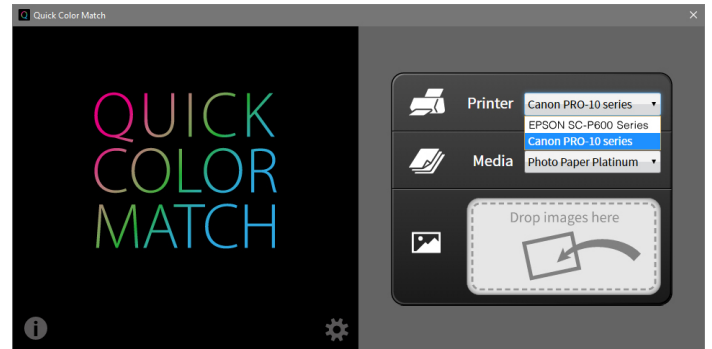 Quick Color Match
QUICK
COLOR
MATCH
Printer
Canon PRO-10 series
EPSON SC-P600 Series
Canon PRO-10 series
Media
Photo Paper Platinum
Drop images here